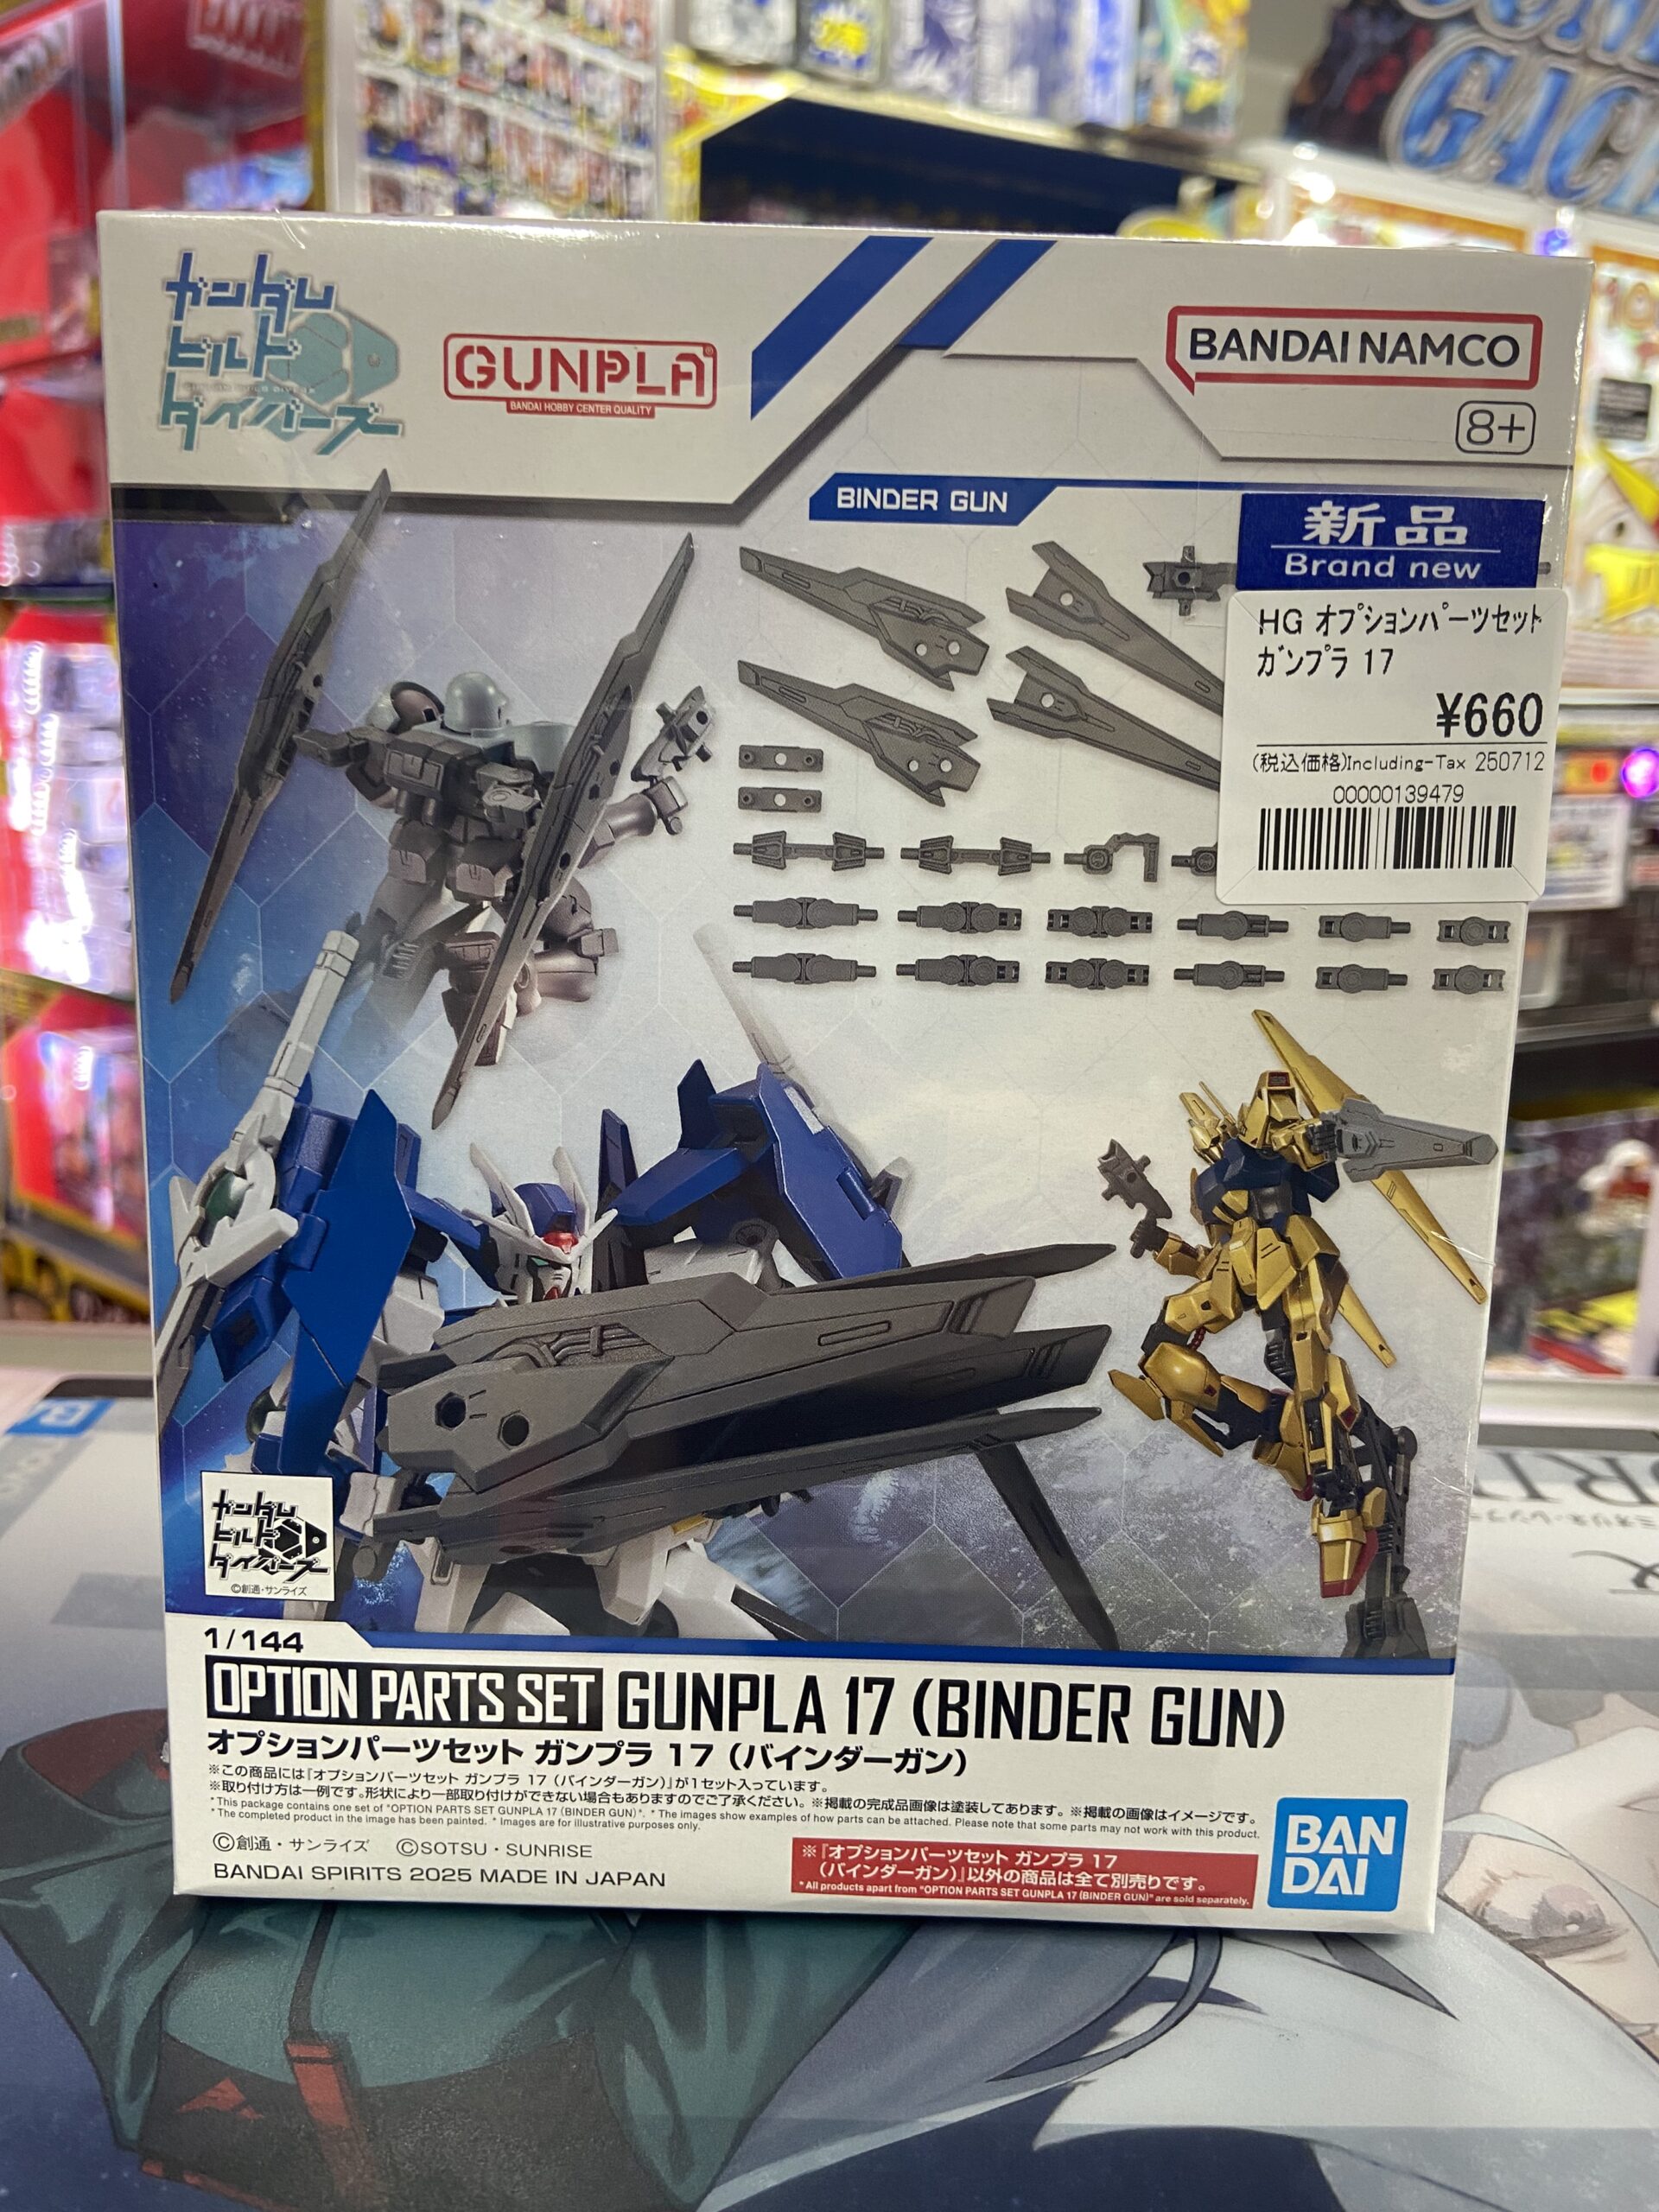 ガンダム
ビルド
ダイバーズ
GUNPLA
BANDAI HOBBY CENTER QUALITY
BANDAI NAMCO
8+
BINDER GUN
新品
Brand new
HG オプションパーツセット
ガンプラ 17
¥660
(税込価格)Including-Tax 250712
00000139479
ガンダム
ビルド
ダイバーズ
©創通・サンライズ
1/144
OPTION PARTS SET GUNPLA 17 (BINDER GUN)
オプションパーツセット ガンプラ 17 (バインダーガン)
※この商品には『オプションパーツセット ガンプラ 17 (バインダーガン)』が1セット入っています。
※取り付け方は一例です。形状により一部取り付けができない場合もありますのでご了承ください。※掲載の完成品画像は塗装してあります。※掲載の画像はイメージです。
* This package contains one set of "OPTION PARTS SET GUNPLA 17 (BINDER GUN)". * The images show examples of how parts can be attached. Please note that some parts may not work with this product.
* The completed product in the image has been painted. * Images are for illustrative purposes only.
©創通・サンライズ ©SOTSU・SUNRISE
BANDAI SPIRITS 2025 MADE IN JAPAN
※『オプションパーツセット ガンプラ 17
(バインダーガン)』以外の商品は全て別売りです。
* All products apart from "OPTION PARTS SET GUNPLA 17 (BINDER GUN)" are sold separately.
BAN
DAI